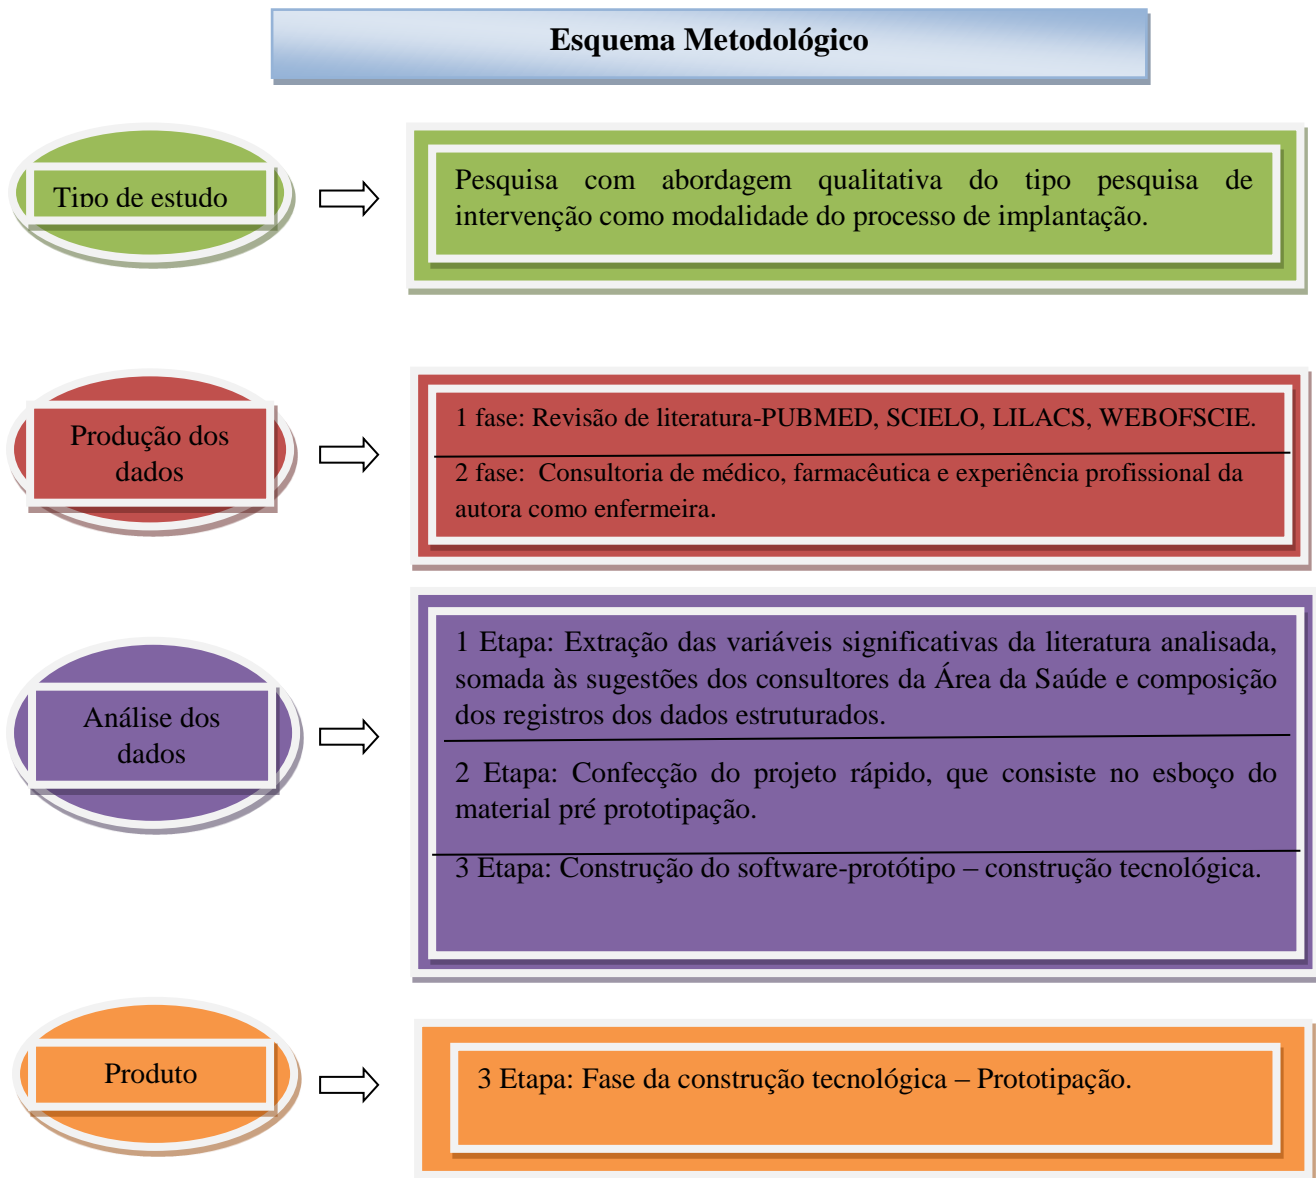 Esquema Metodológico
Tipo de estudo
Pesquisa com abordagem qualitativa do tipo pesquisa de
intervenção como modalidade do processo de implantação.
Produção dos
dados
1 fase: Revisão de literatura-PUBMED, SCIELO, LILACS, WEBOFSCIE.
2 fase: Consultoria de médico, farmacêutica e experiência profissional da
autora como enfermeira.
Análise dos
dados
1 Etapa: Extração das variáveis significativas da literatura analisada,
somada às sugestões dos consultores da Área da Saúde e composição
dos registros dos dados estruturados.
2 Etapa: Confecção do projeto rápido, que consiste no esboço do
material pré prototipação.
3 Etapa: Construção do software-protótipo – construção tecnológica.
Produto
3 Etapa: Fase da construção tecnológica – Prototipação.